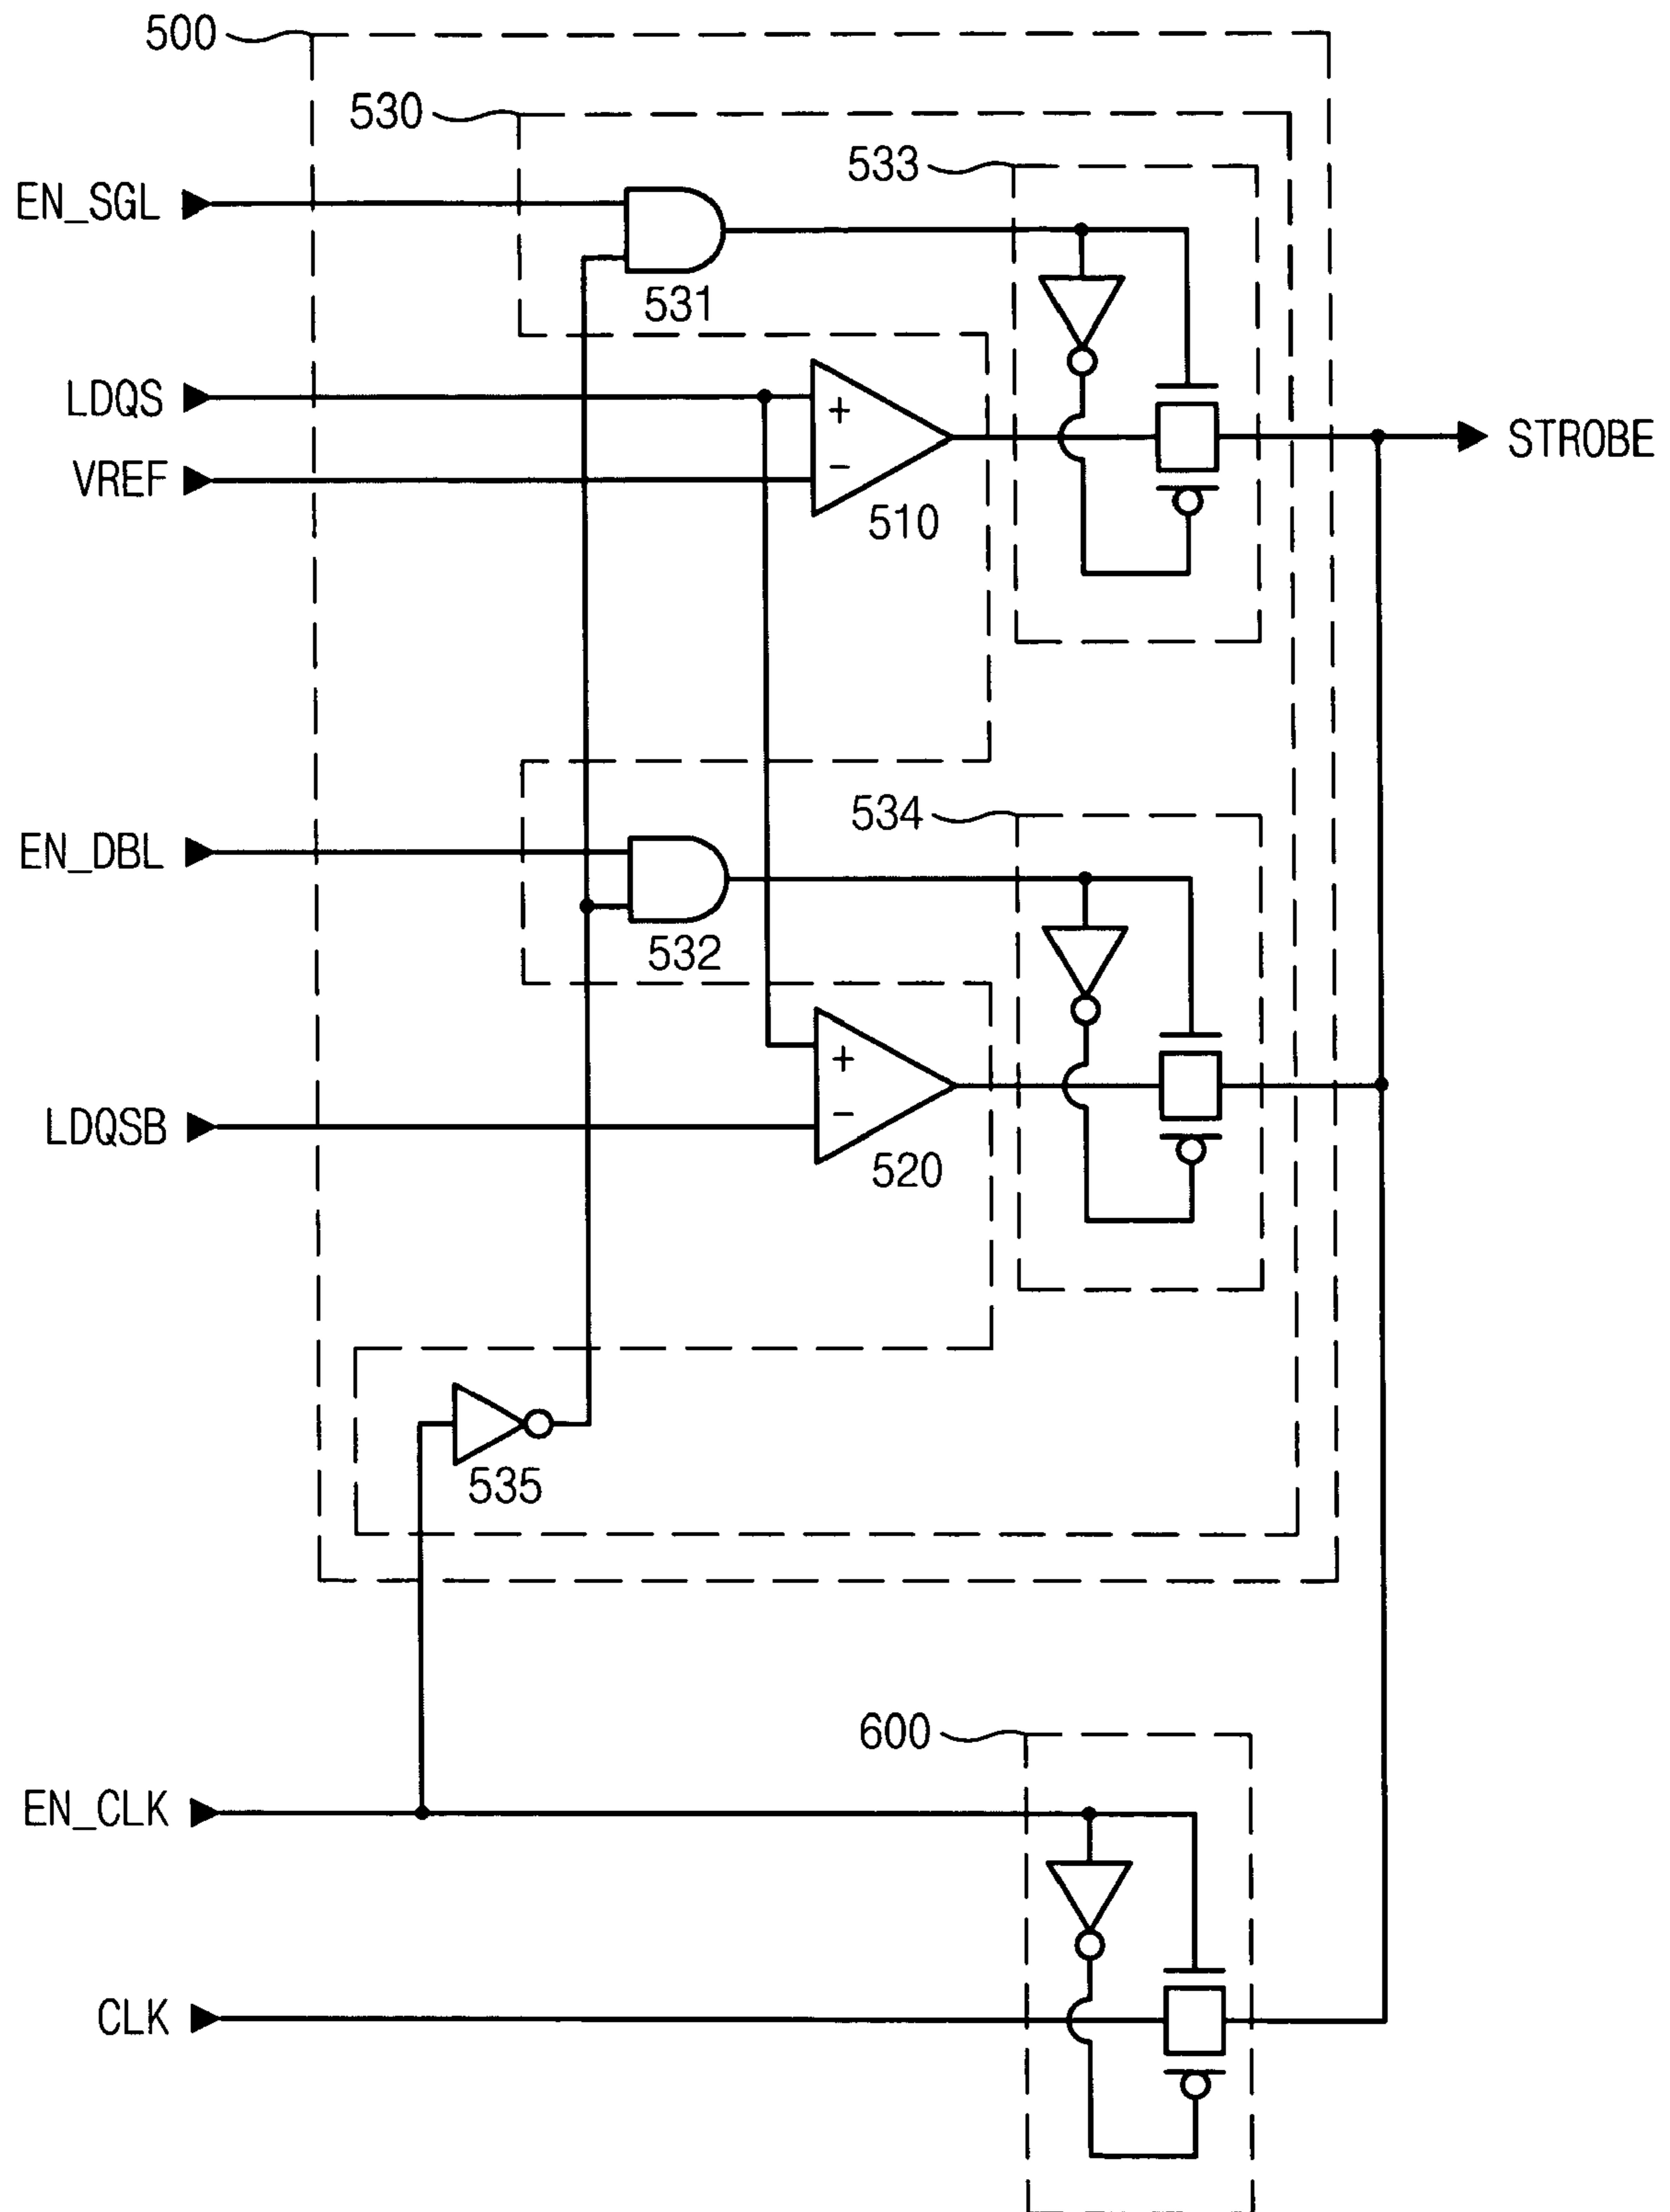 500
530
533
EN_SGL
531
LDQS
+
VREF
−
510
STROBE
534
EN_DBL
532
+
LDQSB
−
520
535
600
EN_CLK
CLK